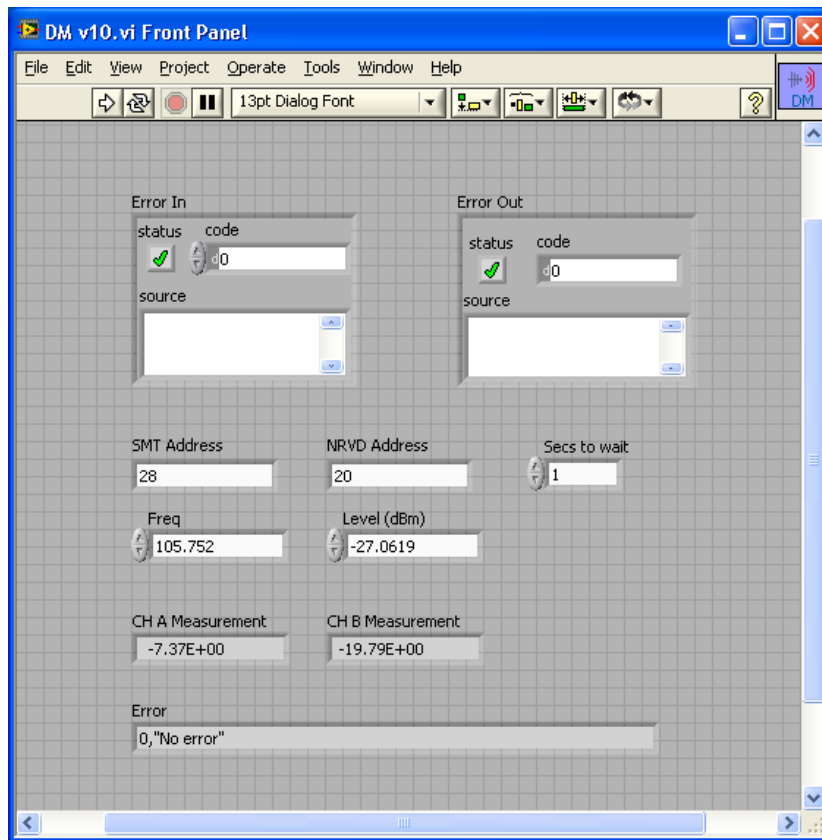 DM v10.vi Front Panel
File Edit View Project Operate Tools Window Help
13pt Dialog Font
DM
Error In
status code
d0
source
Error Out
status code
d0
source
SMT Address NRVD Address Secs to wait
28 20 1
Freq Level (dBm)
105.752 -27.0619
CH A Measurement CH B Measurement
-7.37E+00 -19.79E+00
Error
0,"No error"